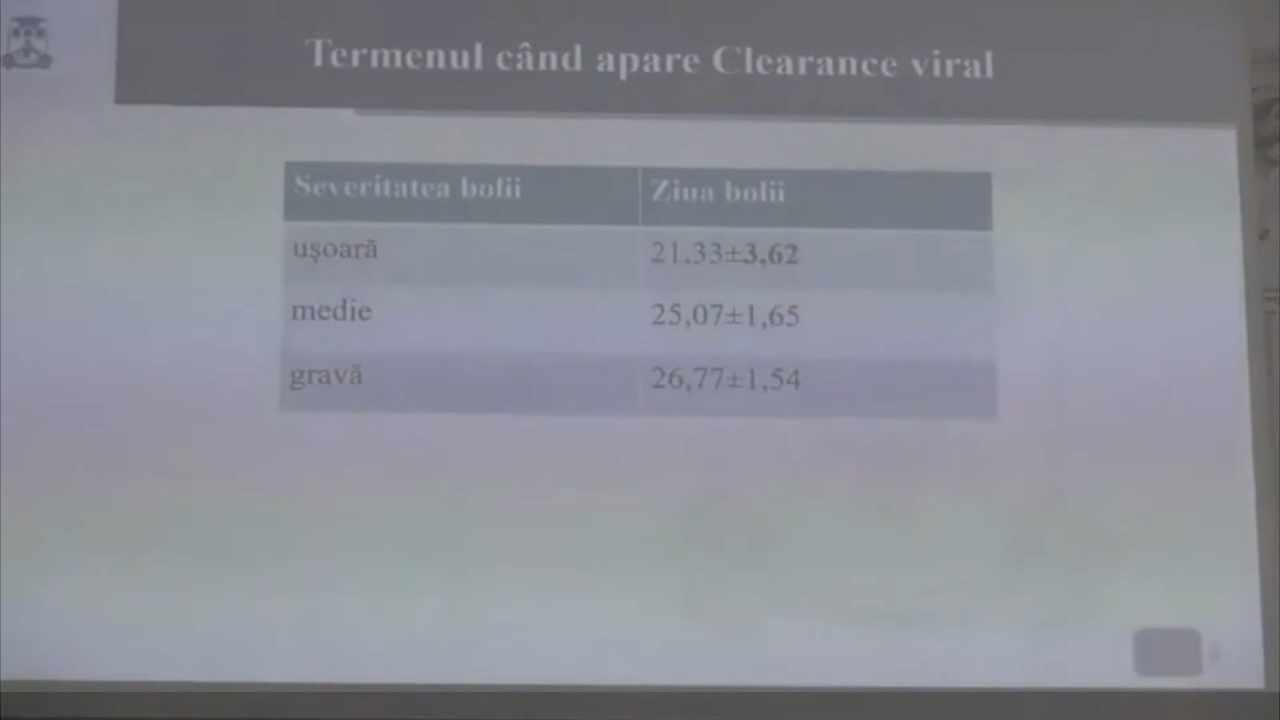 Termenul când apare Clearance viral
Severitatea bolii Ziua bolii
uşoară 21,33±3,62
medie 25,07±1,65
gravă 26,77±1,54